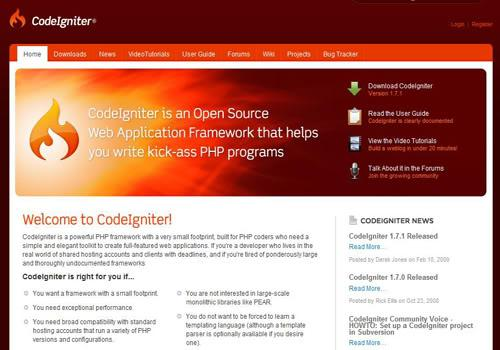 CodeIgniter®
Login | Register
Home Downloads News VideoTutorials User Guide Forums Wiki Projects Bug Tracker
CodeIgniter is an Open Source
Web Application Framework that helps
you write kick-ass PHP programs
Download CodeIgniter
Version 1.7.1
Read the User Guide
CodeIgniter is clearly documented
View the Video Tutorials
Build a weblog in under 20 minutes!
Talk About it in the Forums
Join the growing community
Welcome to CodeIgniter!
CodeIgniter is a powerful PHP framework with a very small footprint, built for PHP coders who need a
simple and elegant toolkit to create full-featured web applications. If you're a developer who lives in the
real world of shared hosting accounts and clients with deadlines, and if you're tired of ponderously large
and thoroughly undocumented frameworks
CodeIgniter is right for you if...
You want a framework with a small footprint.
You need exceptional performance.
You need broad compatibility with standard
hosting accounts that run a variety of PHP
versions and configurations.
You are not interested in large-scale
monolithic libraries like PEAR.
You do not want to be forced to learn a
templating language (although a template
parser is optionally available if you desire
one).
CODEIGNITER NEWS
CodeIgniter 1.7.1 Released
Read More...
Posted by Derek Jones on Feb 10, 2009
CodeIgniter 1.7.0 Released
Read More...
Posted by Rick Ellis on Oct 23, 2008
CodeIgniter Community Voice -
HOWTO: Set up a CodeIgniter project
in Subversion
Read More...